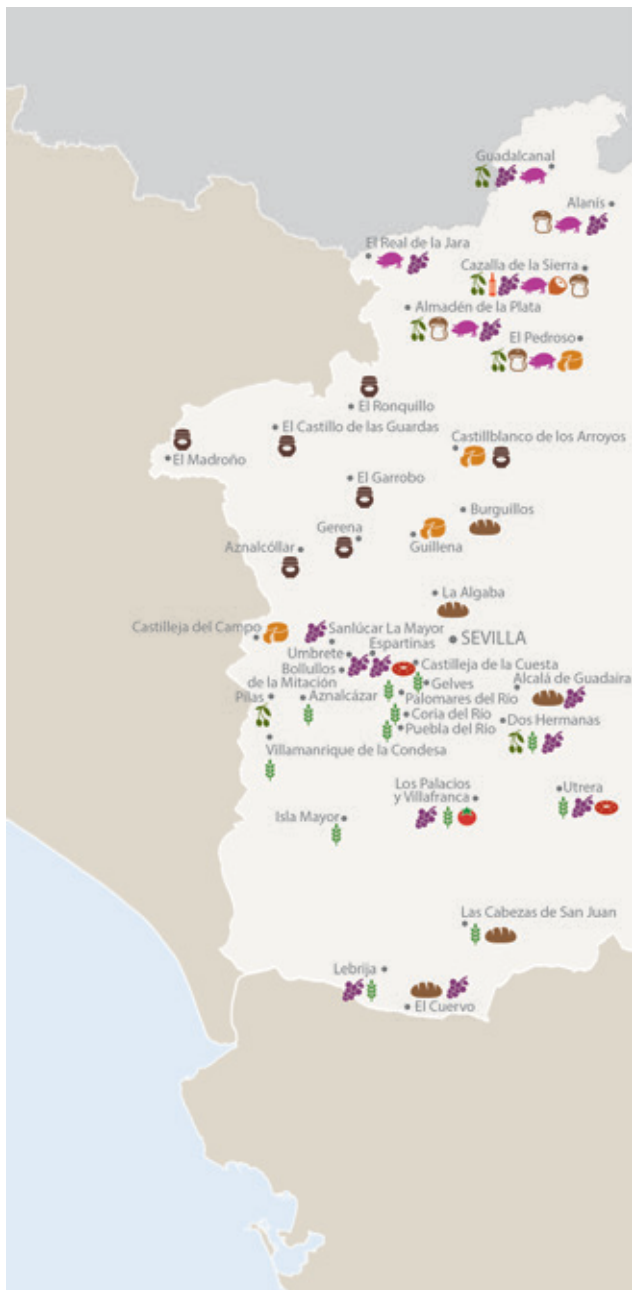 Guadalcanal
Alanís
El Real de la Jara
Cazalla de la Sierra
Almadén de la Plata
El Pedroso
El Ronquillo
El Castillo de las Guardas
Castillblanco de los Arroyos
El Madroño
El Garrobo
Burguillos
Gerena
Guillena
Aznalcóllar
La Algaba
Castilleja del Campo
Sanlúcar La Mayor
SEVILLA
Espartinas
Umbrete
Castilleja de la Cuesta
Bollullos
de la Mitación
Gelves
Alcalá de Guadaira
Pilas
Aznalcázar
Palomares del Río
Coria del Río
Dos Hermanas
Puebla del Río
Villamanrique de la Condesa
Los Palacios
y Villafranca
Utrera
Isla Mayor
Las Cabezas de San Juan
Lebrija
El Cuervo